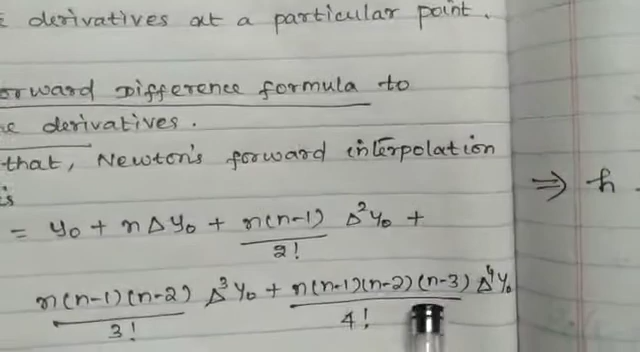 derivatives at a particular point.
orward Difference formula to
derivatives.
that, Newton's forward interpolation
is
⇒ h
= y₀ + nΔy₀ + n(n-1)/2! Δ²y₀ +
n(n-1)(n-2)/3! Δ³y₀ + n(n-1)(n-2)(n-3)/4! Δ⁴y₀